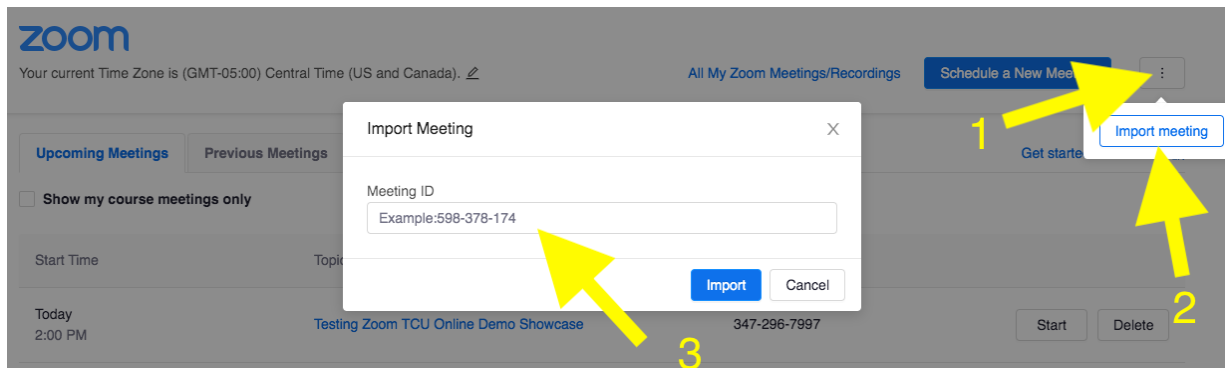 zoom
Your current Time Zone is (GMT-05:00) Central Time (US and Canada).
All My Zoom Meetings/Recordings
Schedule a New Mee
1
Import meeting
Import Meeting
X
Upcoming Meetings
Previous Meetings
Get starte
Show my course meetings only
Meeting ID
Example:598-378-174
Start Time
Topic
Import
Cancel
2
Today
2:00 PM
Testing Zoom TCU Online Demo Showcase
347-296-7997
Start
Delete
3